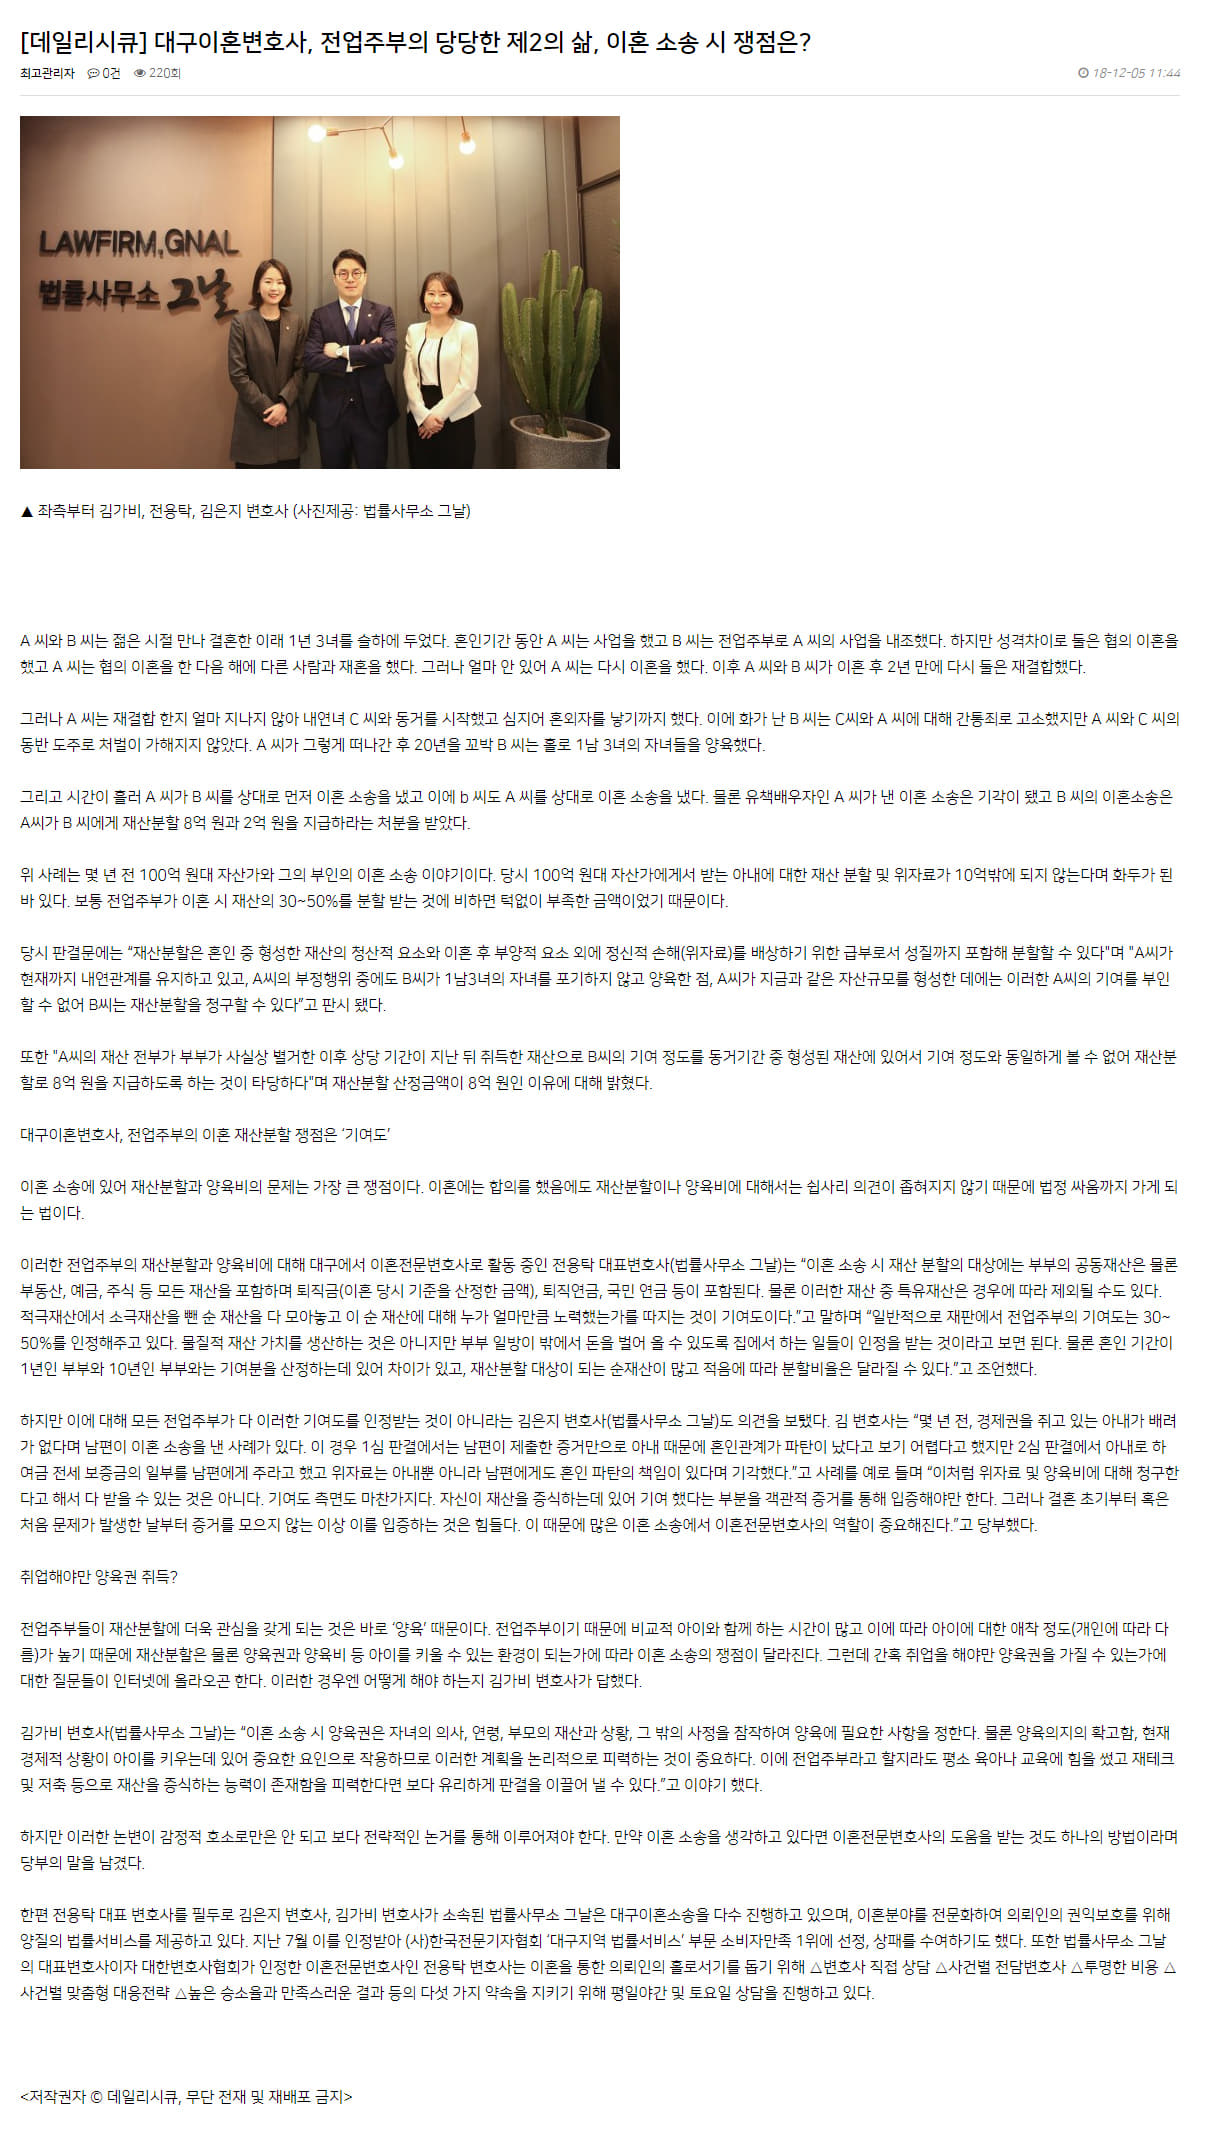 [데일리시큐] 대구이혼변호사, 전업주부의 당당한 제2의 삶, 이혼 소송 시 쟁점은?
최고관리자 0건 220회 18-12-05 11:44
LAWFIRM,GNAL
법률사무소 그날
▲ 좌측부터 김가비, 전용탁, 김은지 변호사 (사진제공: 법률사무소 그날)
A 씨와 B 씨는 젊은 시절 만나 결혼한 이래 1년 3녀를 슬하에 두었다. 혼인기간 동안 A 씨는 사업을 했고 B 씨는 전업주부로 A 씨의 사업을 내조했다. 하지만 성격차이로 둘은 협의 이혼을
했고 A 씨는 협의 이혼을 한 다음 해에 다른 사람과 재혼을 했다. 그러나 얼마 안 있어 A 씨는 다시 이혼을 했다. 이후 A 씨와 B 씨가 이혼 후 2년 만에 다시 둘은 재결합했다.
그러나 A 씨는 재결합 한지 얼마 지나지 않아 내연녀 C 씨와 동거를 시작했고 심지어 혼외자를 낳기까지 했다. 이에 화가 난 B 씨는 C씨와 A 씨에 대해 간통죄로 고소했지만 A 씨와 C 씨의
동반 도주로 처벌이 가해지지 않았다. A 씨가 그렇게 떠나간 후 20년을 꼬박 B 씨는 홀로 1남 3녀의 자녀들을 양육했다.
그리고 시간이 흘러 A 씨가 B 씨를 상대로 먼저 이혼 소송을 냈고 이에 b 씨도 A 씨를 상대로 이혼 소송을 냈다. 물론 유책배우자인 A 씨가 낸 이혼 소송은 기각이 됐고 B 씨의 이혼소송은
A씨가 B 씨에게 재산분할 8억 원과 2억 원을 지급하라는 처분을 받았다.
위 사례는 몇 년 전 100억 원대 자산가와 그의 부인의 이혼 소송 이야기이다. 당시 100억 원대 자산가에게서 받는 아내에 대한 재산 분할 및 위자료가 10억밖에 되지 않는다며 화두가 된
바 있다. 보통 전업주부가 이혼 시 재산의 30~50%를 분할 받는 것에 비하면 턱없이 부족한 금액이었기 때문이다.
당시 판결문에는 “재산분할은 혼인 중 형성한 재산의 청산적 요소와 이혼 후 부양적 요소 외에 정신적 손해(위자료)를 배상하기 위한 급부로서 성질까지 포함해 분할할 수 있다"며 "A씨가
현재까지 내연관계를 유지하고 있고, A씨의 부정행위 중에도 B씨가 1남3녀의 자녀를 포기하지 않고 양육한 점, A씨가 지금과 같은 자산규모를 형성한 데에는 이러한 A씨의 기여를 부인
할 수 없어 B씨는 재산분할을 청구할 수 있다”고 판시 됐다.
또한 "A씨의 재산 전부가 부부가 사실상 별거한 이후 상당 기간이 지난 뒤 취득한 재산으로 B씨의 기여 정도를 동거기간 중 형성된 재산에 있어서 기여 정도와 동일하게 볼 수 없어 재산분
할로 8억 원을 지급하도록 하는 것이 타당하다"며 재산분할 산정금액이 8억 원인 이유에 대해 밝혔다.
대구이혼변호사, 전업주부의 이혼 재산분할 쟁점은 ‘기여도’
이혼 소송에 있어 재산분할과 양육비의 문제는 가장 큰 쟁점이다. 이혼에는 합의를 했음에도 재산분할이나 양육비에 대해서는 쉽사리 의견이 좁혀지지 않기 때문에 법정 싸움까지 가게 되
는 법이다.
이러한 전업주부의 재산분할과 양육비에 대해 대구에서 이혼전문변호사로 활동 중인 전용탁 대표변호사(법률사무소 그날)는 “이혼 소송 시 재산 분할의 대상에는 부부의 공동재산은 물론
부동산, 예금, 주식 등 모든 재산을 포함하며 퇴직금(이혼 당시 기준을 산정한 금액), 퇴직연금, 국민 연금 등이 포함된다. 물론 이러한 재산 중 특유재산은 경우에 따라 제외될 수도 있다.
적극재산에서 소극재산을 뺀 순 재산을 다 모아놓고 이 순 재산에 대해 누가 얼마만큼 노력했는가를 따지는 것이 기여도이다.”고 말하며 “일반적으로 재판에서 전업주부의 기여도는 30~
50%를 인정해주고 있다. 물질적 재산 가치를 생산하는 것은 아니지만 부부 일방이 밖에서 돈을 벌어 올 수 있도록 집에서 하는 일들이 인정을 받는 것이라고 보면 된다. 물론 혼인 기간이
1년인 부부와 10년인 부부와는 기여분을 산정하는데 있어 차이가 있고, 재산분할 대상이 되는 순재산이 많고 적음에 따라 분할비율은 달라질 수 있다.”고 조언했다.
하지만 이에 대해 모든 전업주부가 다 이러한 기여도를 인정받는 것이 아니라는 김은지 변호사(법률사무소 그날)도 의견을 보탰다. 김 변호사는 “몇 년 전, 경제권을 쥐고 있는 아내가 배려
가 없다며 남편이 이혼 소송을 낸 사례가 있다. 이 경우 1심 판결에서는 남편이 제출한 증거만으로 아내 때문에 혼인관계가 파탄이 났다고 보기 어렵다고 했지만 2심 판결에서 아내로 하
여금 전세 보증금의 일부를 남편에게 주라고 했고 위자료는 아내뿐 아니라 남편에게도 혼인 파탄의 책임이 있다며 기각했다.”고 사례를 예로 들며 “이처럼 위자료 및 양육비에 대해 청구한
다고 해서 다 받을 수 있는 것은 아니다. 기여도 측면도 마찬가지다. 자신이 재산을 증식하는데 있어 기여 했다는 부분을 객관적 증거를 통해 입증해야만 한다. 그러나 결혼 초기부터 혹은
처음 문제가 발생한 날부터 증거를 모으지 않는 이상 이를 입증하는 것은 힘들다. 이 때문에 많은 이혼 소송에서 이혼전문변호사의 역할이 중요해진다.”고 당부했다.
취업해야만 양육권 취득?
전업주부들이 재산분할에 더욱 관심을 갖게 되는 것은 바로 ‘양육’ 때문이다. 전업주부이기 때문에 비교적 아이와 함께 하는 시간이 많고 이에 따라 아이에 대한 애착 정도(개인에 따라 다
름)가 높기 때문에 재산분할은 물론 양육권과 양육비 등 아이를 키울 수 있는 환경이 되는가에 따라 이혼 소송의 쟁점이 달라진다. 그런데 간혹 취업을 해야만 양육권을 가질 수 있는가에
대한 질문들이 인터넷에 올라오곤 한다. 이러한 경우엔 어떻게 해야 하는지 김가비 변호사가 답했다.
김가비 변호사(법률사무소 그날)는 “이혼 소송 시 양육권은 자녀의 의사, 연령, 부모의 재산과 상황, 그 밖의 사정을 참작하여 양육에 필요한 사항을 정한다. 물론 양육의지의 확고함, 현재
경제적 상황이 아이를 키우는데 있어 중요한 요인으로 작용하므로 이러한 계획을 논리적으로 피력하는 것이 중요하다. 이에 전업주부라고 할지라도 평소 육아나 교육에 힘을 썼고 재테크
및 저축 등으로 재산을 증식하는 능력이 존재함을 피력한다면 보다 유리하게 판결을 이끌어 낼 수 있다.”고 이야기 했다.
하지만 이러한 논변이 감정적 호소로만은 안 되고 보다 전략적인 논거를 통해 이루어져야 한다. 만약 이혼 소송을 생각하고 있다면 이혼전문변호사의 도움을 받는 것도 하나의 방법이라며
당부의 말을 남겼다.
한편 전용탁 대표 변호사를 필두로 김은지 변호사, 김가비 변호사가 소속된 법률사무소 그날은 대구이혼소송을 다수 진행하고 있으며, 이혼분야를 전문화하여 의뢰인의 권익보호를 위해
양질의 법률서비스를 제공하고 있다. 지난 7월 이를 인정받아 (사)한국전문기자협회 ‘대구지역 법률서비스’ 부문 소비자만족 1위에 선정, 상패를 수여하기도 했다. 또한 법률사무소 그날
의 대표변호사이자 대한변호사협회가 인정한 이혼전문변호사인 전용탁 변호사는 이혼을 통한 의뢰인의 홀로서기를 돕기 위해 △변호사 직접 상담 △사건별 전담변호사 △투명한 비용 △
사건별 맞춤형 대응전략 △높은 승소율과 만족스러운 결과 등의 다섯 가지 약속을 지키기 위해 평일야간 및 토요일 상담을 진행하고 있다.
<저작권자 © 데일리시큐, 무단 전재 및 재배포 금지>